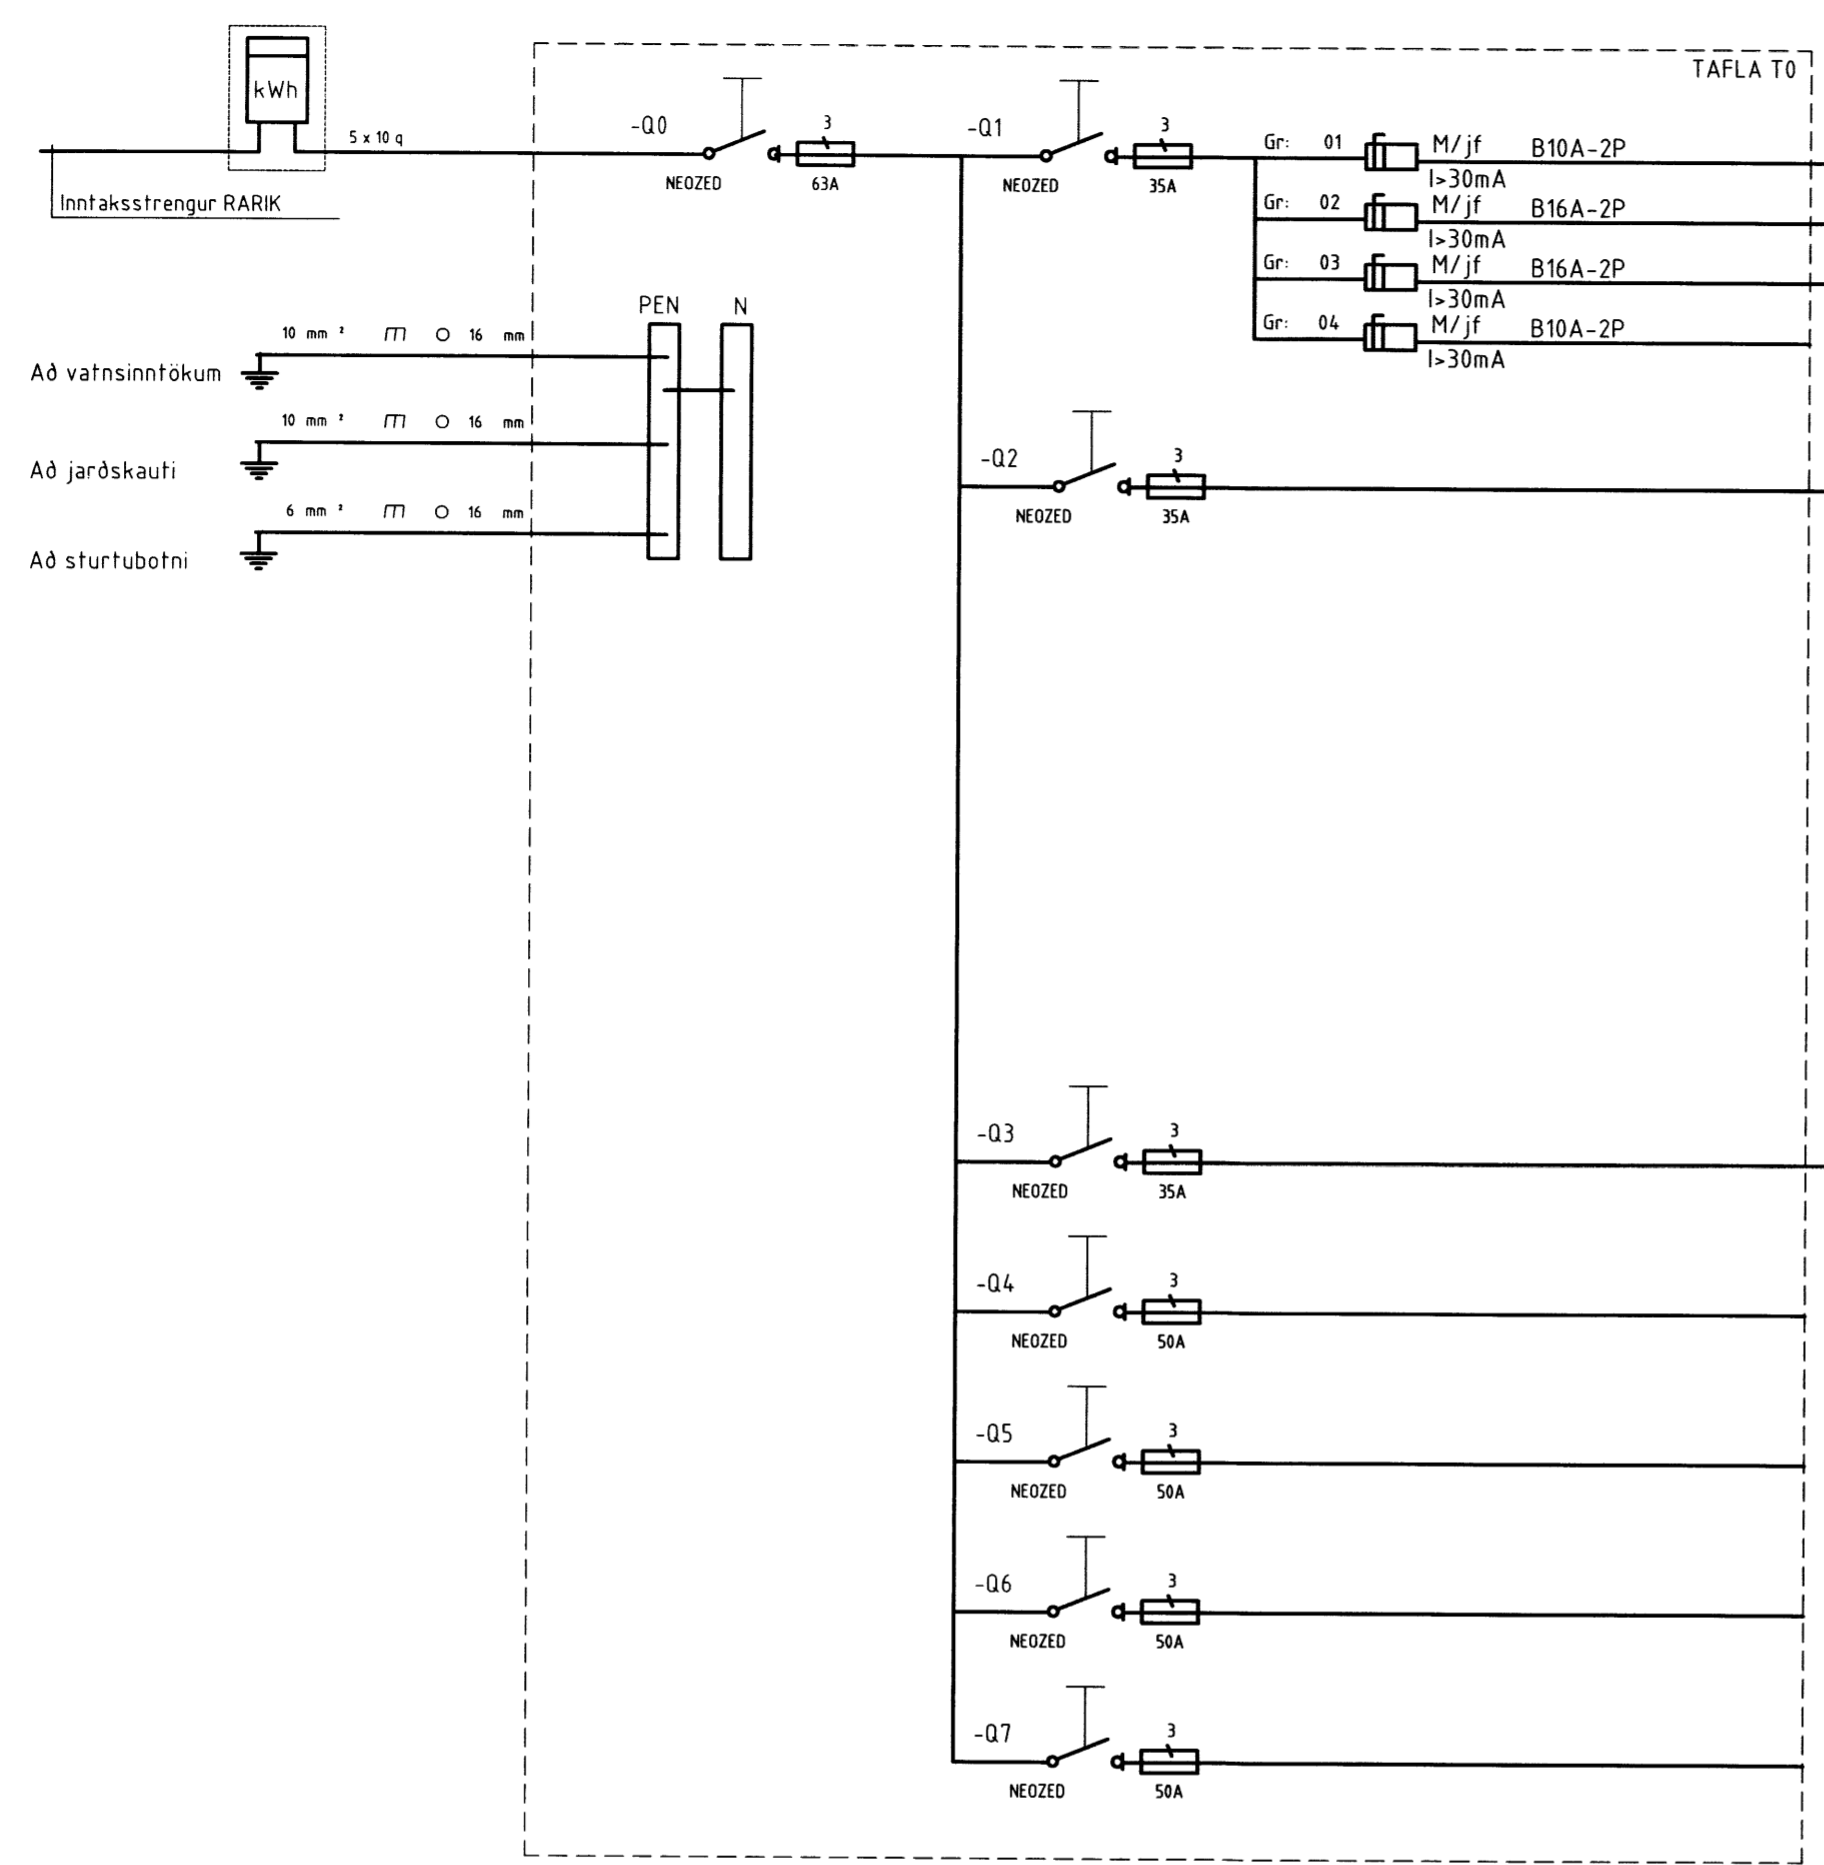 TAFLA T0
kWh
5 x 10 q
Inntaksstrengur RARIK
-Q0
3
NEOZED
63A
-Q1
3
NEOZED
35A
Gr: 01 M/jf B10A-2P
I>30mA
Gr: 02 M/jf B16A-2P
I>30mA
Gr: 03 M/jf B16A-2P
I>30mA
Gr: 04 M/jf B10A-2P
I>30mA
PEN N
10 mm ² 16 mm
Að vatnsinntökum
10 mm ² 16 mm
Að jarðskauti
6 mm ² 16 mm
Að sturtubotni
-Q2
3
NEOZED
35A
-Q3
3
NEOZED
35A
-Q4
3
NEOZED
50A
-Q5
3
NEOZED
50A
-Q6
3
NEOZED
50A
-Q7
3
NEOZED
50A